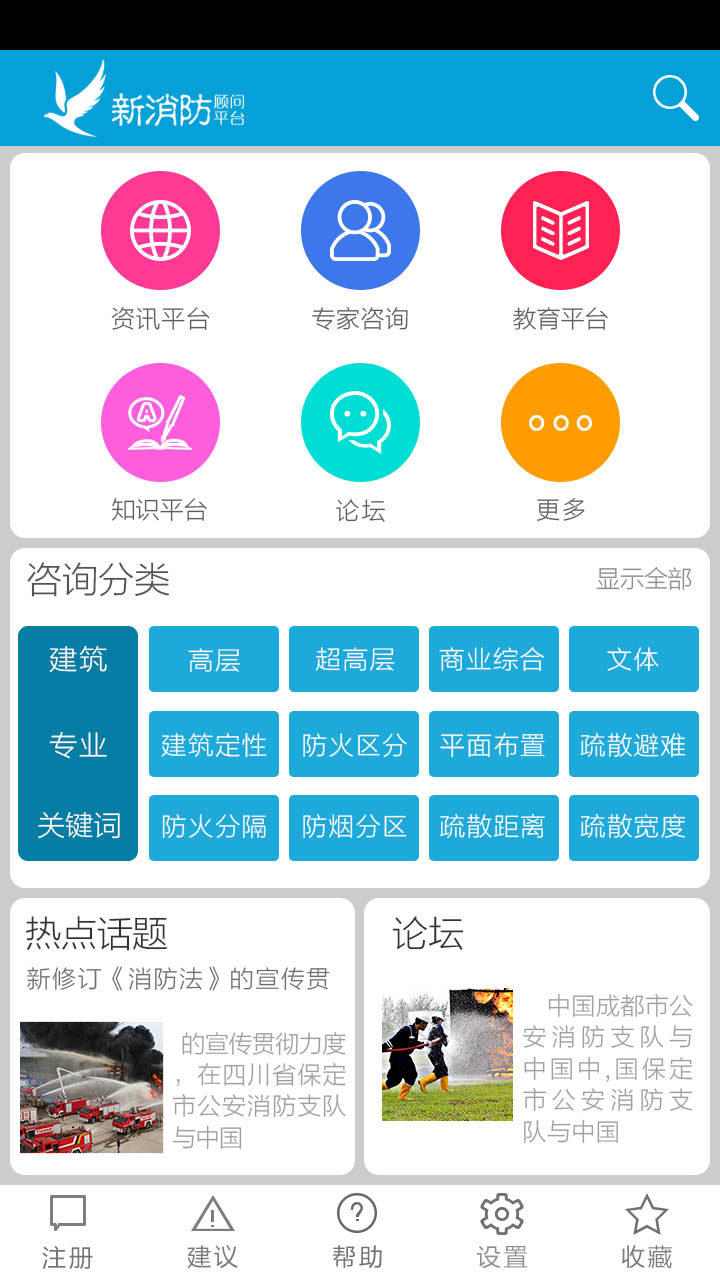 新消防顾问平台
资讯平台 专家咨询 教育平台
知识平台 论坛 更多
咨询分类 显示全部
建筑 高层 超高层 商业综合 文体
专业 建筑定性 防火区分 平面布置 疏散避难
关键词 防火分隔 防烟分区 疏散距离 疏散宽度
热点话题
新修订《消防法》的宣传贯
的宣传贯彻力度
，在四川省保定
市公安消防支队
与中国
论坛
中国成都市公
安消防支队与
中国中,国保定
市公安消防支
队与中国
注册 建议 帮助 设置 收藏